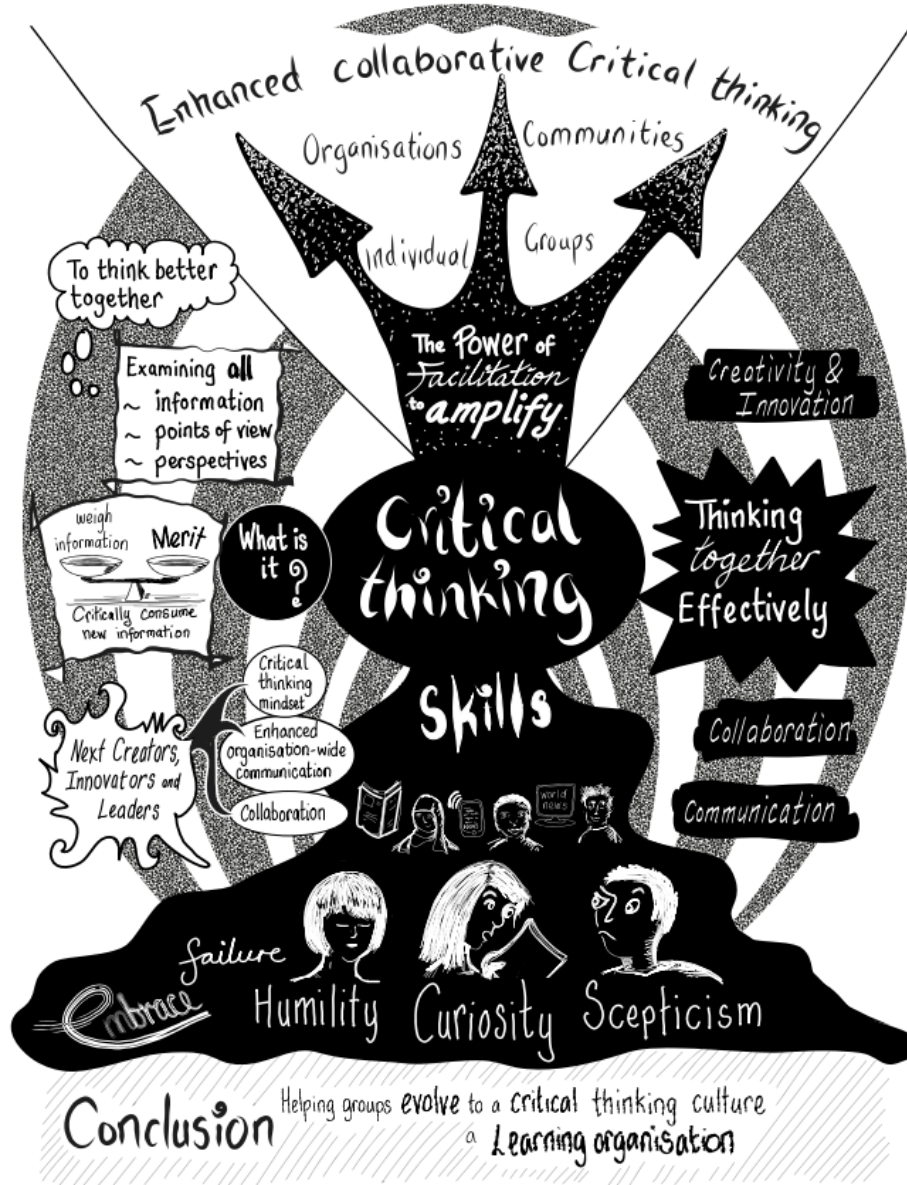 Enhanced collaborative Critical thinking
Organisations
Communities
Individual
Groups
The Power of
Facilitation
to amplify
To think better
together
Examining all
~ information
~ points of view
~ perspectives
weigh
information
Merit
Critically consume
new information
What is
it ?
Critical
thinking
Skills
Creativity &
Innovation
Thinking
together
Effectively
Collaboration
Communication
Critical
thinking
mindset
Enhanced
organisation-wide
communication
Collaboration
Next Creators,
Innovators and
Leaders
world
news
Embrace
failure
Humility
Curiosity
Scepticism
Conclusion
Helping groups evolve to a critical thinking culture
a Learning organisation